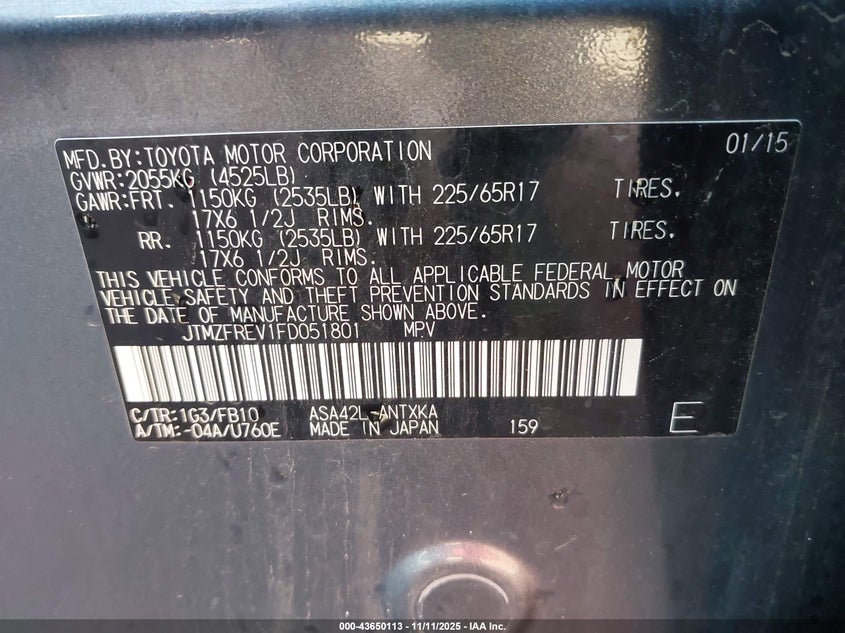 MFD.BY:TOYOTA MOTOR CORPORATION 01/15
GVWR:2055KG (4525LB)
GAWR:FRT. 1150KG (2535LB) WITH 225/65R17 TIRES.
17X6 1/2J RIMS.
RR. 1150KG (2535LB) WITH 225/65R17 TIRES.
17X6 1/2J RIMS.
THIS VEHICLE CONFORMS TO ALL APPLICABLE FEDERAL MOTOR
VEHICLE SAFETY AND THEFT PREVENTION STANDARDS IN EFFECT ON
THE DATE OF MANUFACTURE SHOWN ABOVE.
JTMZFREV1FD051801 MPV
C/TR:1G3/FB10 ASA42L-ANTXKA
A/TM:-04A/U760E MADE IN JAPAN 159 E
000-43650113 - 11/11/2025 - IAA Inc.